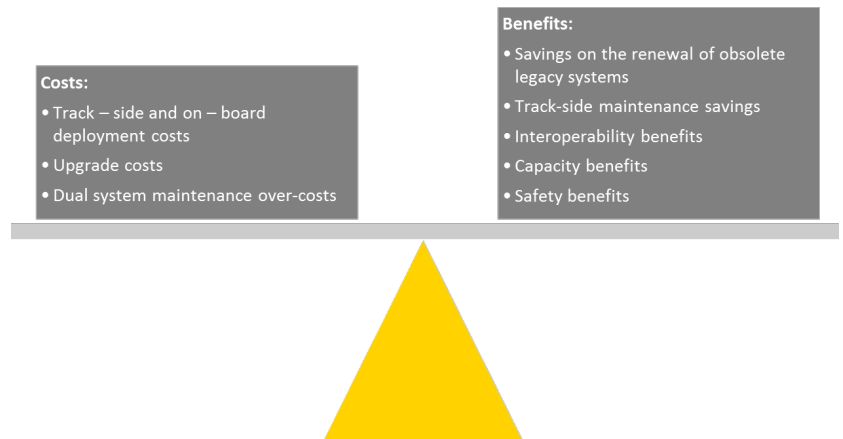 Costs:
• Track – side and on – board
deployment costs
• Upgrade costs
• Dual system maintenance over-costs
Benefits:
• Savings on the renewal of obsolete
legacy systems
• Track-side maintenance savings
• Interoperability benefits
• Capacity benefits
• Safety benefits